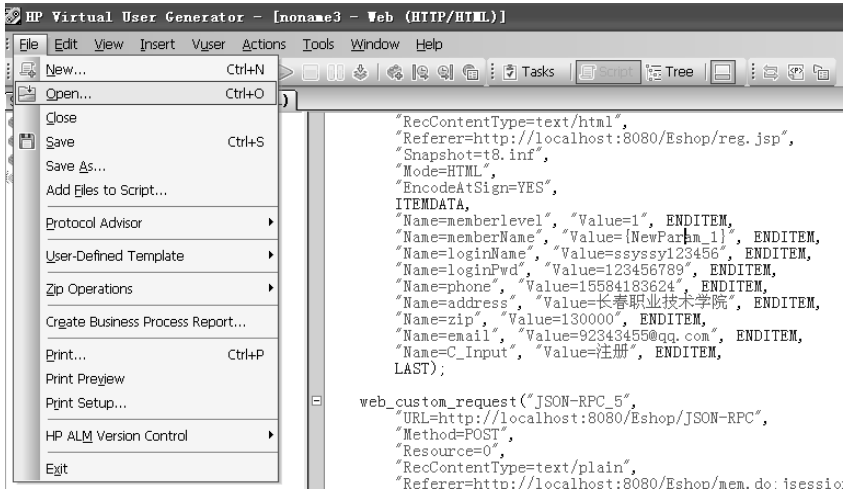 HP Virtual User Generator - [noname3 - Web (HTTP/HTML)]
File Edit View Insert Vuser Actions Tools Window Help
New... Ctrl+N
Tasks Script Tree
Open... Ctrl+O
Close
Save Ctrl+S
Save As...
Add Files to Script...
Protocol Advisor
User-Defined Template
Zip Operations
Create Business Process Report...
Print... Ctrl+P
Print Preview
Print Setup...
HP ALM Version Control
Exit
"RecContentType=text/html",
"Referer=http://localhost:8080/Eshop/reg.jsp",
"Snapshot=t8.inf",
"Mode=HTML",
"EncodeAtSign=YES",
ITEMDATA,
"Name=memberlevel", "Value=1", ENDITEM,
"Name=memberName", "Value={NewParam_1}", ENDITEM,
"Name=loginName", "Value=ssyssy123456", ENDITEM,
"Name=loginPwd", "Value=123456789", ENDITEM,
"Name=phone", "Value=15584183624", ENDITEM,
"Name=address", "Value=长春职业技术学院", ENDITEM,
"Name=zip", "Value=130000", ENDITEM,
"Name=email", "Value=92343455@qq.com", ENDITEM,
"Name=C_Input", "Value=注册", ENDITEM,
LAST);
web_custom_request("JSON-RPC_5",
"URL=http://localhost:8080/Eshop/JSON-RPC",
"Method=POST",
"Resource=0",
"RecContentType=text/plain",
"Referer=http://localhost:8080/Eshop/mem.do;jsessio